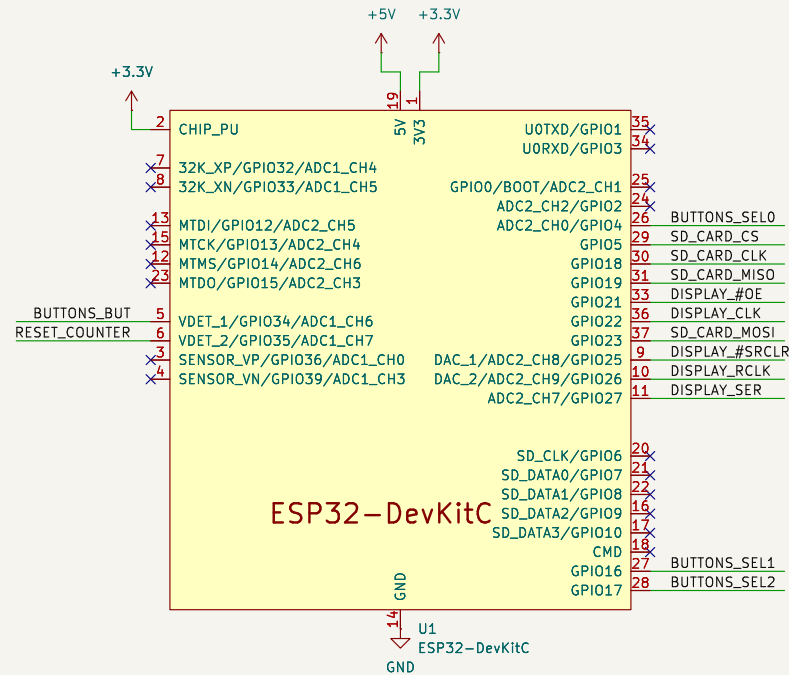 +5V
+3.3V
+3.3V
19
1
5V
3V3
2 CHIP_PU
7 32K_XP/GPIO32/ADC1_CH4
8 32K_XN/GPIO33/ADC1_CH5
13 MTDI/GPIO12/ADC2_CH5
15 MTCK/GPIO13/ADC2_CH4
12 MTMS/GPIO14/ADC2_CH6
23 MTDO/GPIO15/ADC2_CH3
BUTTONS_BUT 5 VDET_1/GPIO34/ADC1_CH6
RESET_COUNTER 6 VDET_2/GPIO35/ADC1_CH7
3 SENSOR_VP/GPIO36/ADC1_CH0
4 SENSOR_VN/GPIO39/ADC1_CH3
U0TXD/GPIO1 35
U0RXD/GPIO3 34
GPIO0/BOOT/ADC2_CH1 25
ADC2_CH2/GPIO2 24
ADC2_CH0/GPIO4 26 BUTTONS_SEL0
GPIO5 29 SD_CARD_CS
GPIO18 30 SD_CARD_CLK
GPIO19 31 SD_CARD_MISO
GPIO21 33 DISPLAY_#OE
GPIO22 36 DISPLAY_CLK
GPIO23 37 SD_CARD_MOSI
DAC_1/ADC2_CH8/GPIO25 9 DISPLAY_#SRCLR
DAC_2/ADC2_CH9/GPIO26 10 DISPLAY_RCLK
ADC2_CH7/GPIO27 11 DISPLAY_SER
SD_CLK/GPIO6 20
SD_DATA0/GPIO7 21
SD_DATA1/GPIO8 22
SD_DATA2/GPIO9 16
SD_DATA3/GPIO10 17
CMD 18
GPIO16 27 BUTTONS_SEL1
GPIO17 28 BUTTONS_SEL2
ESP32-DevKitC
GND
14
U1
ESP32-DevKitC
GND